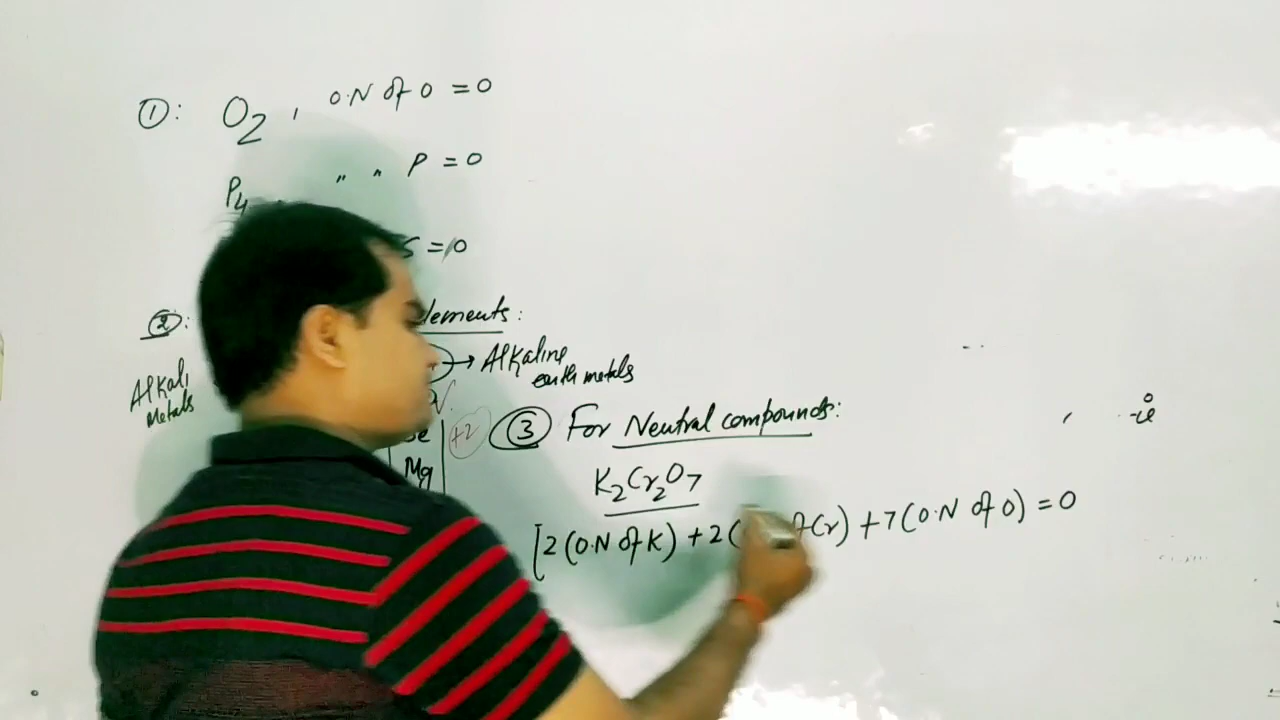 ①: O₂, O.N of O = 0
P₄ " " P = 0
S = 0
②: lements:
Alkali Metals → Alkaline earth metals
Be +2
Mg
③ For Neutral compounds:
K₂Cr₂O₇
[2(O.N of K) + 2( of Cr) + 7(O.N of O) = 0